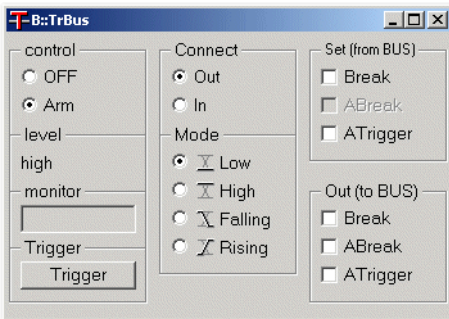 B::TrBus
control
OFF
Arm
level
high
monitor
Trigger
Trigger
Connect
Out
In
Mode
Low
High
Falling
Rising
Set (from BUS)
Break
ABreak
ATrigger
Out (to BUS)
Break
ABreak
ATrigger